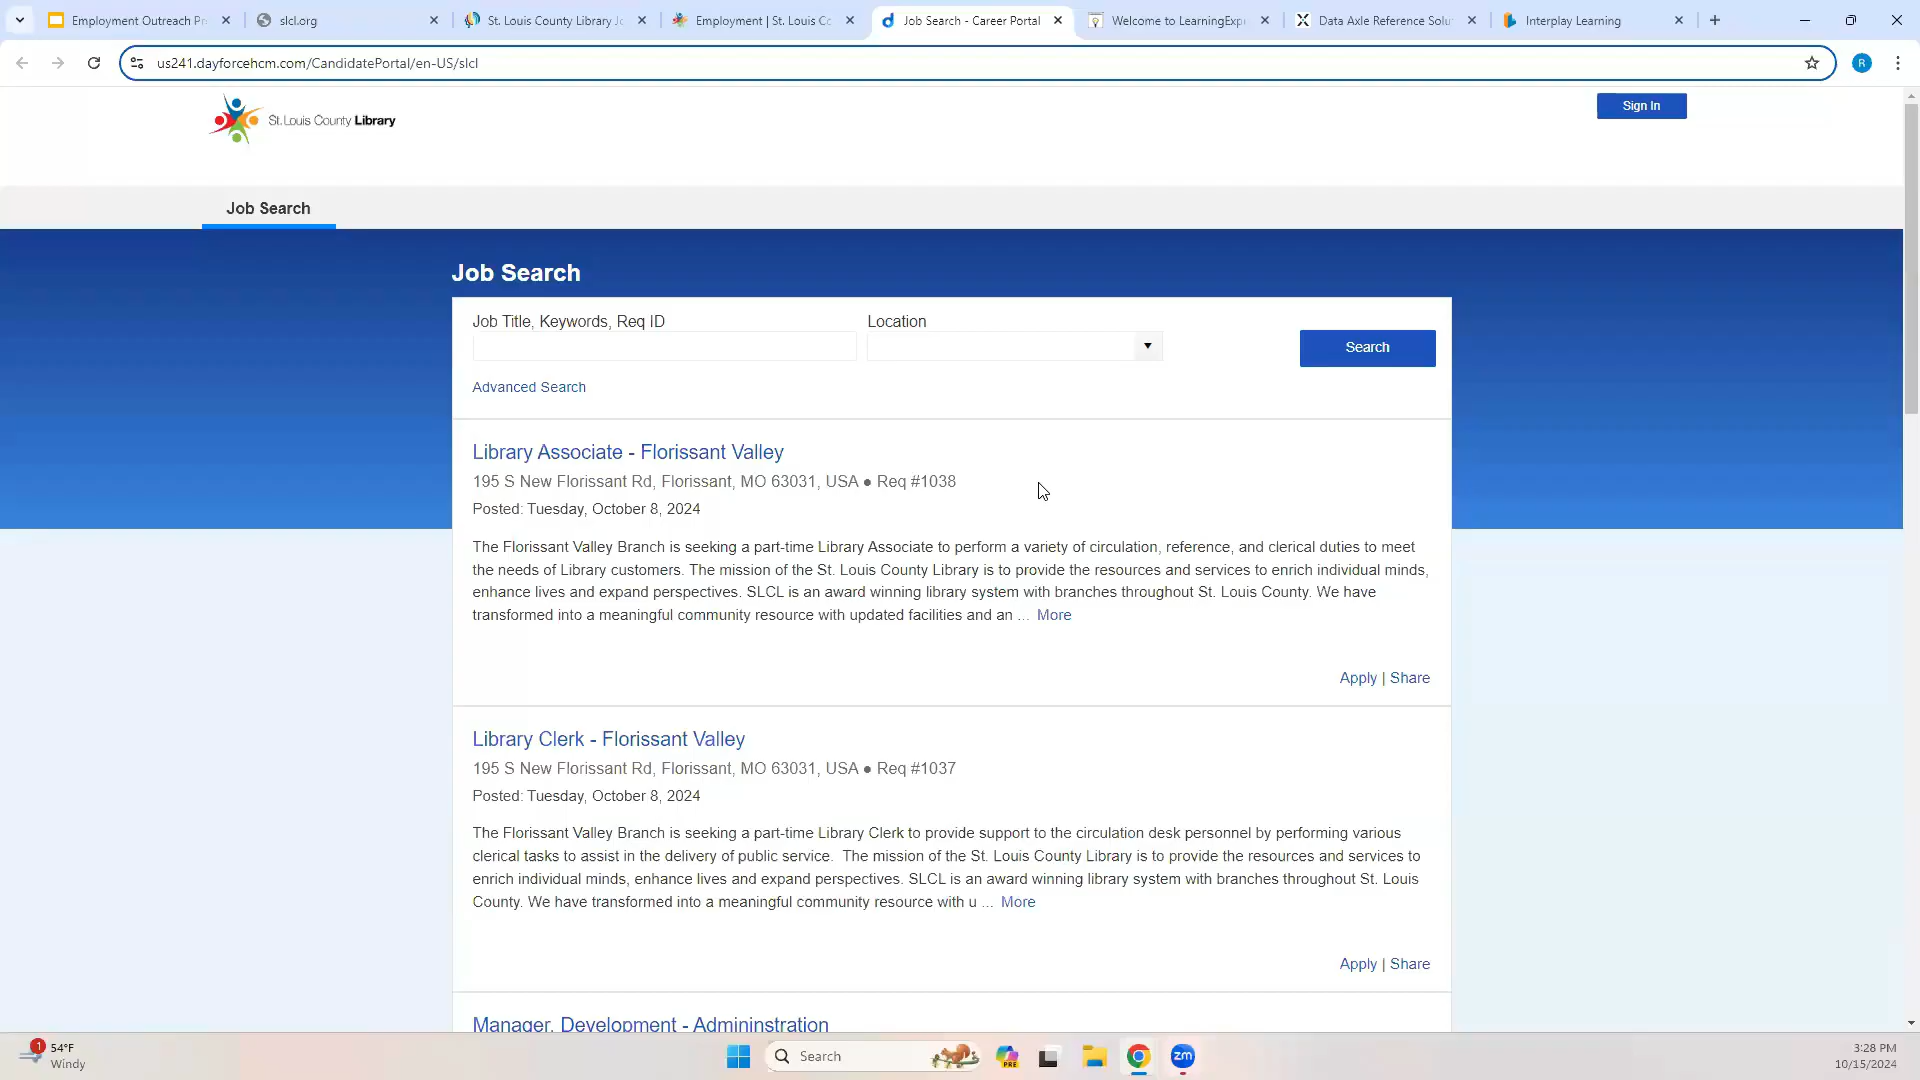 Employment Outreach Pr
slcl.org
St. Louis County Library Jo
Employment | St. Louis Co
Job Search - Career Portal
Welcome to LearningExpr
Data Axle Reference Solut
Interplay Learning
us241.dayforcehcm.com/CandidatePortal/en-US/slcl
R
St. Louis County Library
Sign In
Job Search
Job Search
Job Title, Keywords, Req ID
Location
Search
Advanced Search
Library Associate - Florissant Valley
195 S New Florissant Rd, Florissant, MO 63031, USA ● Req #1038
Posted: Tuesday, October 8, 2024
The Florissant Valley Branch is seeking a part-time Library Associate to perform a variety of circulation, reference, and clerical duties to meet
the needs of Library customers. The mission of the St. Louis County Library is to provide the resources and services to enrich individual minds,
enhance lives and expand perspectives. SLCL is an award winning library system with branches throughout St. Louis County. We have
transformed into a meaningful community resource with updated facilities and an ... More
Apply | Share
Library Clerk - Florissant Valley
195 S New Florissant Rd, Florissant, MO 63031, USA ● Req #1037
Posted: Tuesday, October 8, 2024
The Florissant Valley Branch is seeking a part-time Library Clerk to provide support to the circulation desk personnel by performing various
clerical tasks to assist in the delivery of public service. The mission of the St. Louis County Library is to provide the resources and services to
enrich individual minds, enhance lives and expand perspectives. SLCL is an award winning library system with branches throughout St. Louis
County. We have transformed into a meaningful community resource with u ... More
Apply | Share
Manager, Development - Admininstration
1
54°F
Windy
Search
PRE
zm
3:28 PM
10/15/2024